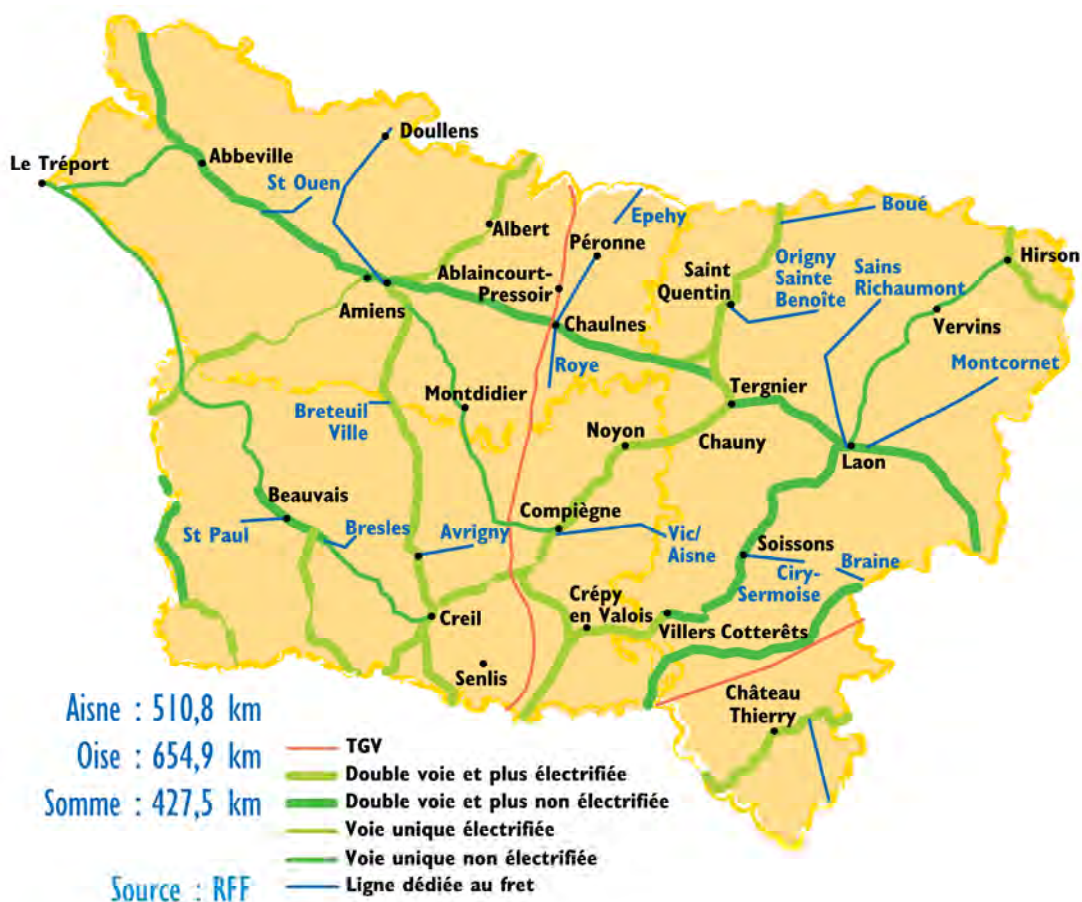 Doullens
Le Tréport
Abbeville
St Ouen
Epehy
Boué
Albert
Péronne
Hirson
Ablaincourt-
Pressoir
Saint
Quentin
Origny
Sainte
Benoîte
Sains
Richaumont
Amiens
Chaulnes
Vervins
Roye
Montcornet
Montdidier
Tergnier
Breteuil
Ville
Noyon
Chauny
Laon
Beauvais
Compiègne
St Paul
Bresles
Avrigny
Vic/
Aisne
Soissons
Braine
Ciry-
Sermoise
Creil
Crépy
en Valois
Villers Cotterêts
Senlis
Château
Thierry
Aisne : 510,8 km
Oise : 654,9 km
Somme : 427,5 km
TGV
Double voie et plus électrifiée
Double voie et plus non électrifiée
Voie unique électrifiée
Voie unique non électrifiée
Ligne dédiée au fret
Source : RFF